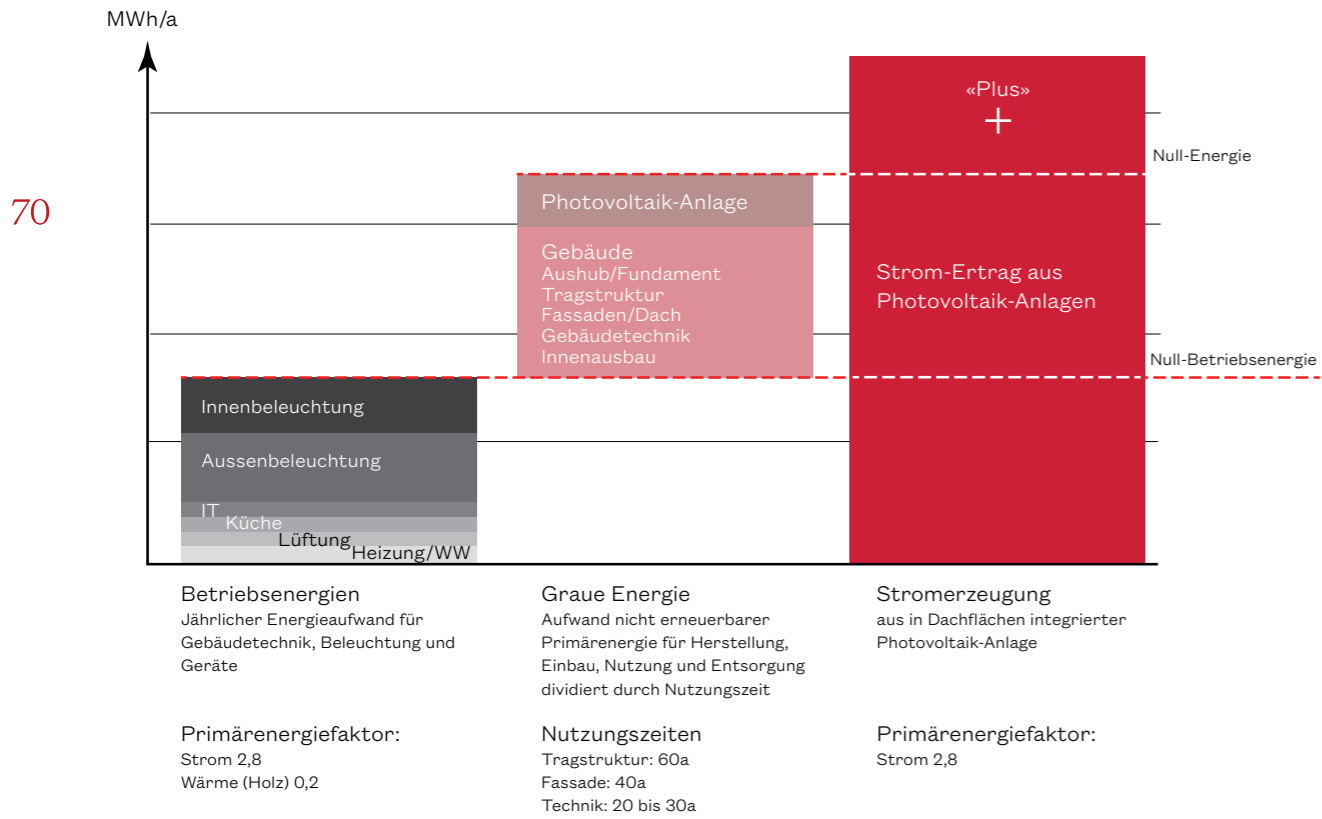 MWh/a
«Plus»
+
Null-Energie
70
Photovoltaik-Anlage
Gebäude
Aushub/Fundament
Tragstruktur
Fassaden/Dach
Gebäudetechnik
Innenausbau
Strom-Ertrag aus
Photovoltaik-Anlagen
Null-Betriebsenergie
Innenbeleuchtung
Aussenbeleuchtung
IT
Küche
Lüftung
Heizung/WW
Betriebsenergien
Jährlicher Energieaufwand für
Gebäudetechnik, Beleuchtung und
Geräte
Primärenergiefaktor:
Strom 2,8
Wärme (Holz) 0,2
Graue Energie
Aufwand nicht erneuerbarer
Primärenergie für Herstellung,
Einbau, Nutzung und Entsorgung
dividiert durch Nutzungszeit
Nutzungszeiten
Tragstruktur: 60a
Fassade: 40a
Technik: 20 bis 30a
Stromerzeugung
aus in Dachflächen integrierter
Photovoltaik-Anlage
Primärenergiefaktor:
Strom 2,8